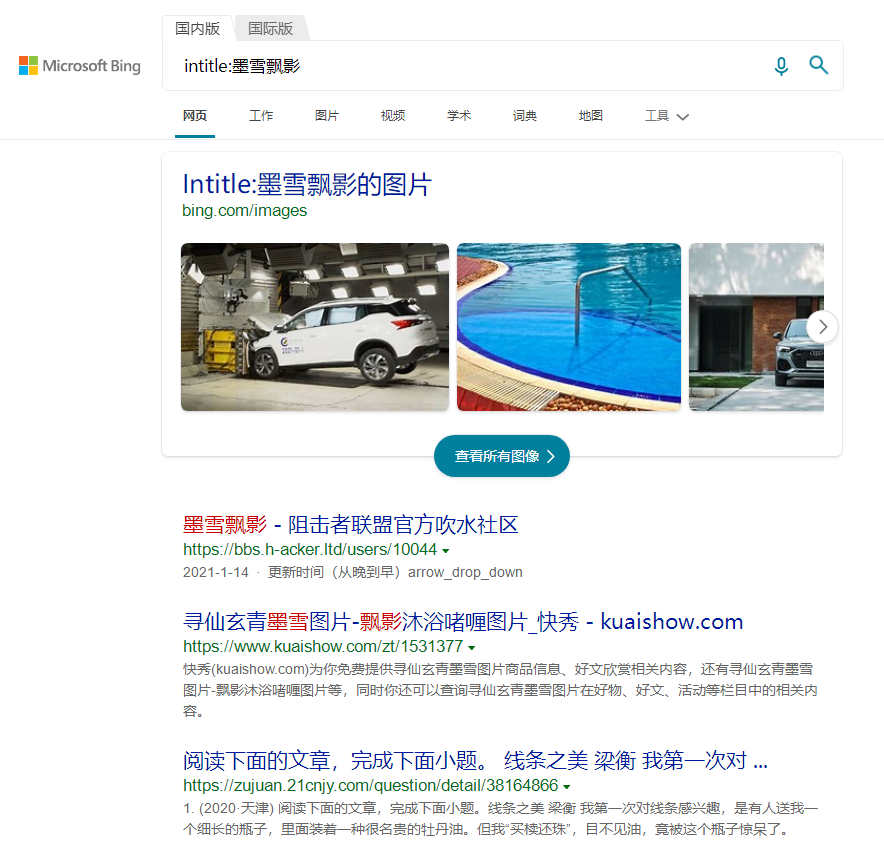 国内版
国际版
Microsoft Bing
intitle:墨雪飘影
网页
工作
图片
视频
学术
词典
地图
工具
Intitle:墨雪飘影的图片
bing.com/images
查看所有图像
墨雪飘影 - 阻击者联盟官方吹水社区
https://bbs.h-acker.ltd/users/10044
2021-1-14 · 更新时间（从晚到早）arrow_drop_down
寻仙玄青墨雪图片-飘影沐浴啫喱图片_快秀 - kuaishow.com
https://www.kuaishow.com/zt/1531377
快秀(kuaishow.com)为你免费提供寻仙玄青墨雪图片商品信息、好文欣赏相关内容，还有寻仙玄青墨雪
图片-飘影沐浴啫喱图片等，同时你还可以查询寻仙玄青墨雪图片在好物、好文、活动等栏目中的相关内
容。
阅读下面的文章，完成下面小题。 线条之美 梁衡 我第一次对 ...
https://zujuan.21cnjy.com/question/detail/38164866
1. (2020·天津) 阅读下面的文章，完成下面小题。线条之美 梁衡 我第一次对线条感兴趣，是有人送我一
个细长的瓶子，里面装着一种很名贵的牡丹油。但我“买椟还珠”，目不见油，竟被这个瓶子惊呆了。